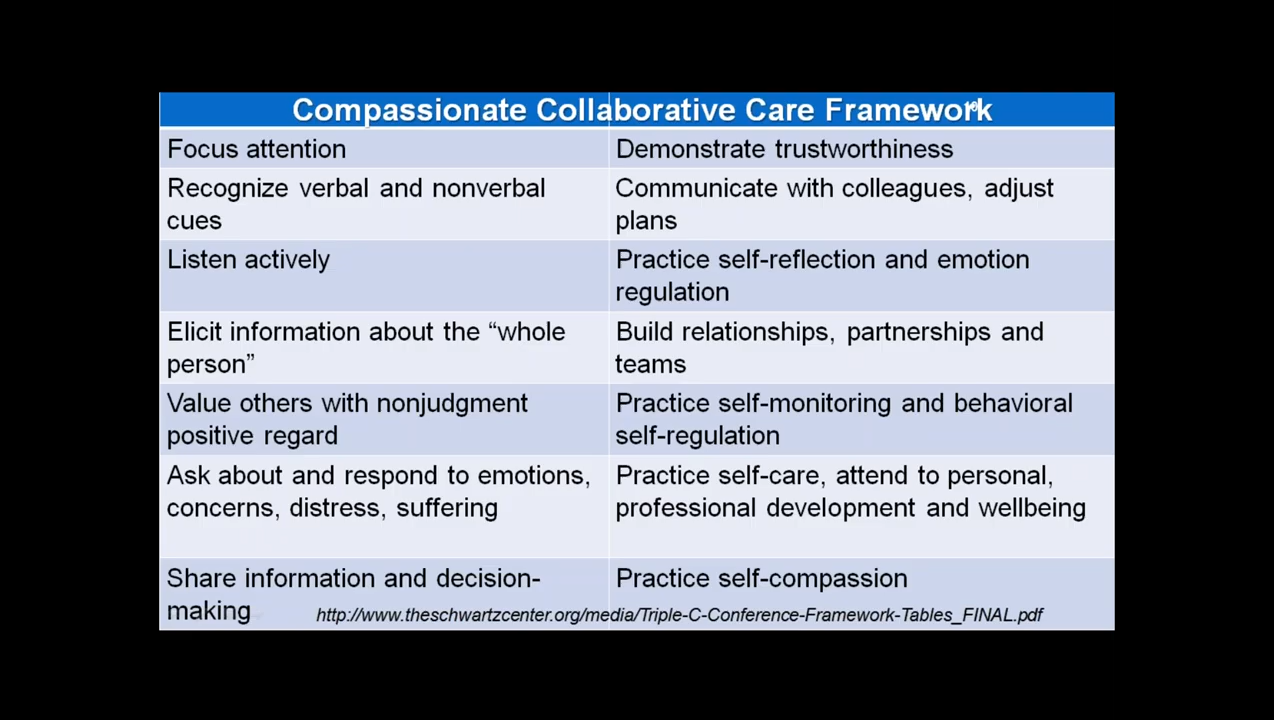 Compassionate Collaborative Care Framework
Focus attention
Demonstrate trustworthiness
Recognize verbal and nonverbal
cues
Communicate with colleagues, adjust
plans
Listen actively
Practice self-reflection and emotion
regulation
Elicit information about the “whole
person”
Build relationships, partnerships and
teams
Value others with nonjudgment
positive regard
Practice self-monitoring and behavioral
self-regulation
Ask about and respond to emotions,
concerns, distress, suffering
Practice self-care, attend to personal,
professional development and wellbeing
Share information and decision-
making
Practice self-compassion
http://www.theschwartzcenter.org/media/Triple-C-Conference-Framework-Tables_FINAL.pdf